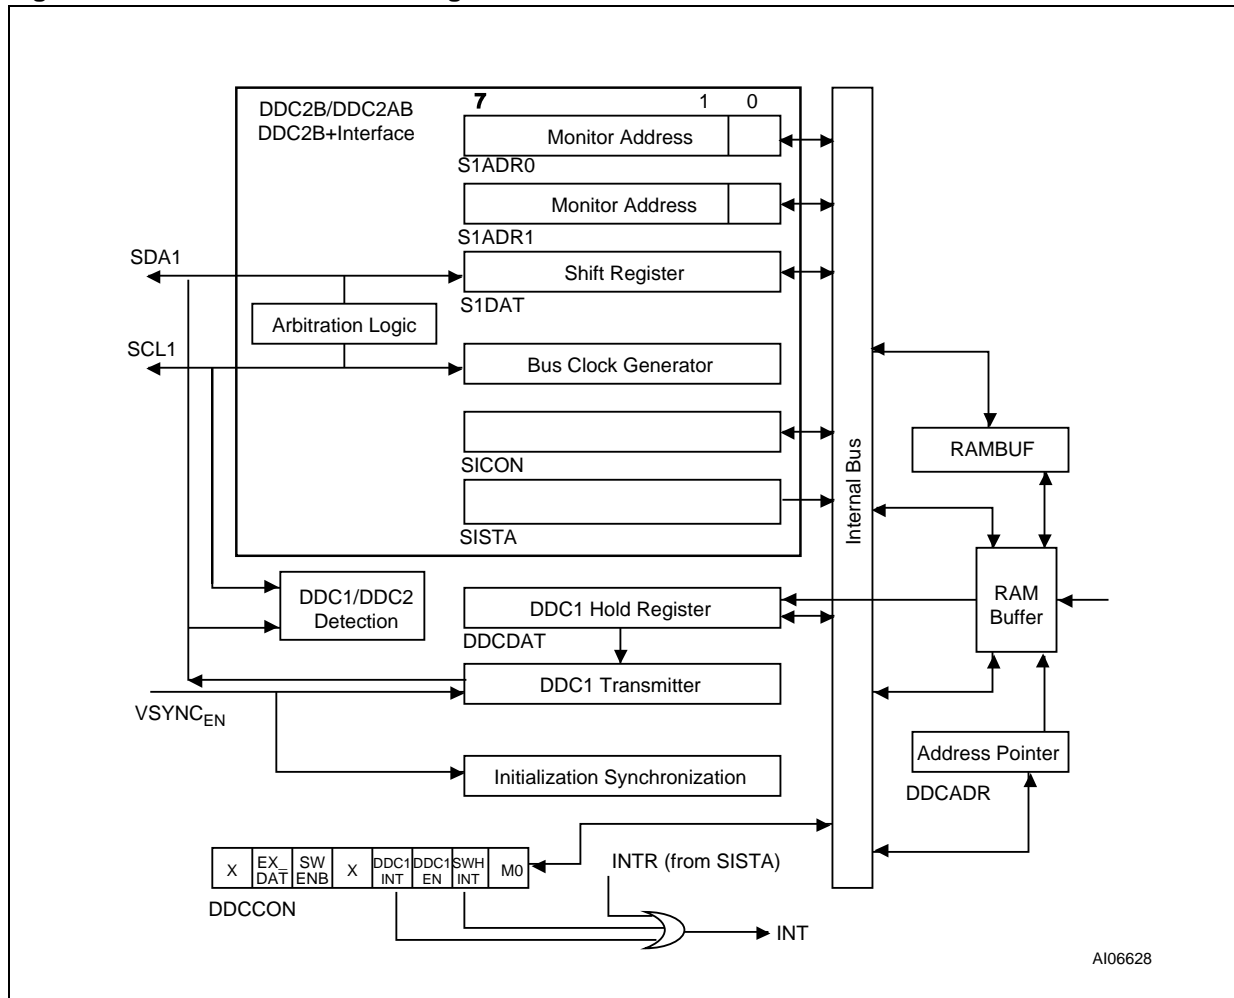 DDC2B/DDC2AB
DDC2B+Interface
7 1 0
Monitor Address
S1ADR0
Monitor Address
S1ADR1
SDA1
Shift Register
S1DAT
Arbitration Logic
SCL1
Bus Clock Generator
Internal Bus
RAMBUF
SICON
SISTA
DDC1/DDC2
Detection
DDC1 Hold Register
DDCDAT
RAM
Buffer
DDC1 Transmitter
VSYNCEN
Initialization Synchronization
Address Pointer
DDCADR
X EX_DAT SW ENB X DDC1 INT DDC1 EN SWH INT M0
DDCCON
INTR (from SISTA)
INT
AI06628